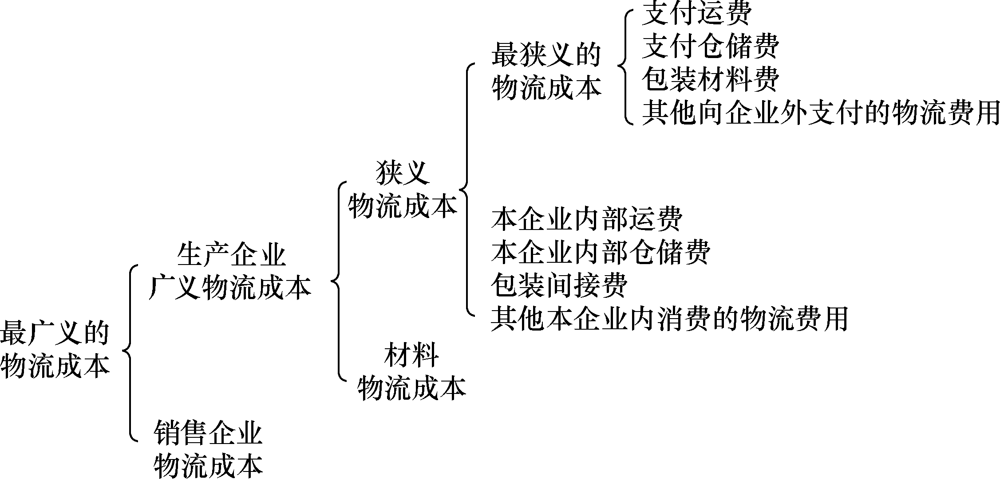 支付运费
支付仓储费
包装材料费
其他向企业外支付的物流费用
最狭义的
物流成本
狭义
物流成本
本企业内部运费
本企业内部仓储费
包装间接费
其他本企业内消费的物流费用
生产企业
广义物流成本
最广义的
物流成本
材料
物流成本
销售企业
物流成本